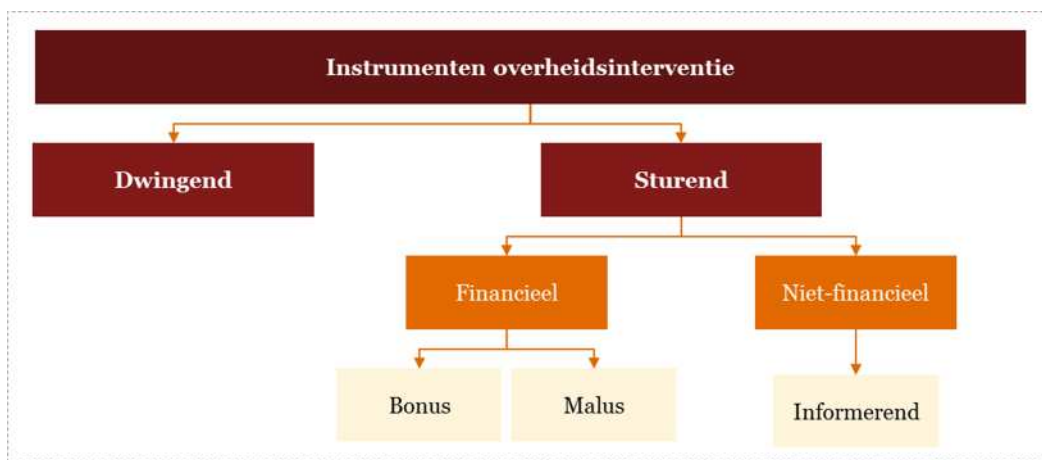 Instrumenten overheidsinterventie
Dwingend
Sturend
Financieel
Niet-financieel
Bonus
Malus
Informerend